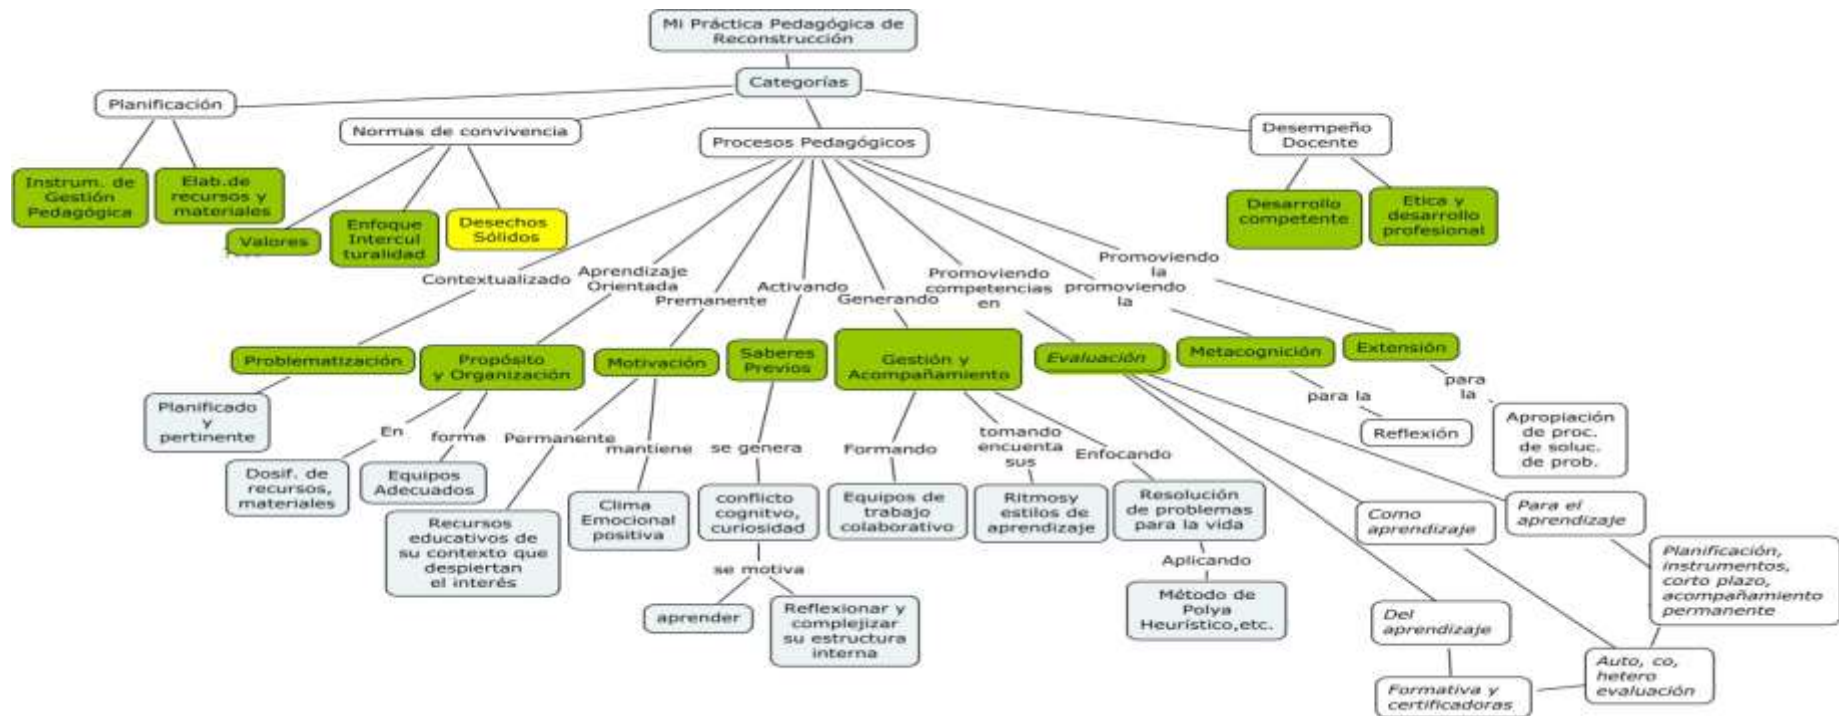 Mi Práctica Pedagógica de
Reconstrucción
Categorías
Planificación
Normas de convivencia
Procesos Pedagógicos
Desempeño
Docente
Instrum. de
Gestión
Pedagógica
Elab.de
recursos y
materiales
Valores
Enfoque
Intercul
turalidad
Desechos
Sólidos
Desarrollo
competente
Etica y
desarrollo
profesional
Contextualizado
Aprendizaje
Orientada
Premanente
Activando
Generando
Promoviendo
competencias
en
promoviendo
la
Promoviendo
la
Problematización
Propósito
y Organización
Motivación
Saberes
Previos
Gestión y
Acompañamiento
Evaluación
Metacognición
Extensión
Planificado
y
pertinente
En
forma
Permanente
mantiene
se genera
Formando
tomando
encuenta
sus
Enfocando
para la
para
la
Reflexión
Apropiación
de proc.
de soluc.
de prob.
Dosif. de
recursos,
materiales
Equipos
Adecuados
Recursos
educativos de
su contexto que
despiertan
el interés
Clima
Emocional
positiva
conflicto
cognitvo,
curiosidad
Equipos de
trabajo
colaborativo
Ritmosy
estilos de
aprendizaje
Resolución
de problemas
para la vida
Como
aprendizaje
Para el
aprendizaje
se motiva
Aplicando
Planificación,
instrumentos,
corto plazo,
acompañamiento
permanente
aprender
Reflexionar y
complejizar
su estructura
interna
Método de
Polya
Heurístico,etc.
Del
aprendizaje
Auto, co,
hetero
evaluación
Formativa y
certificadoras